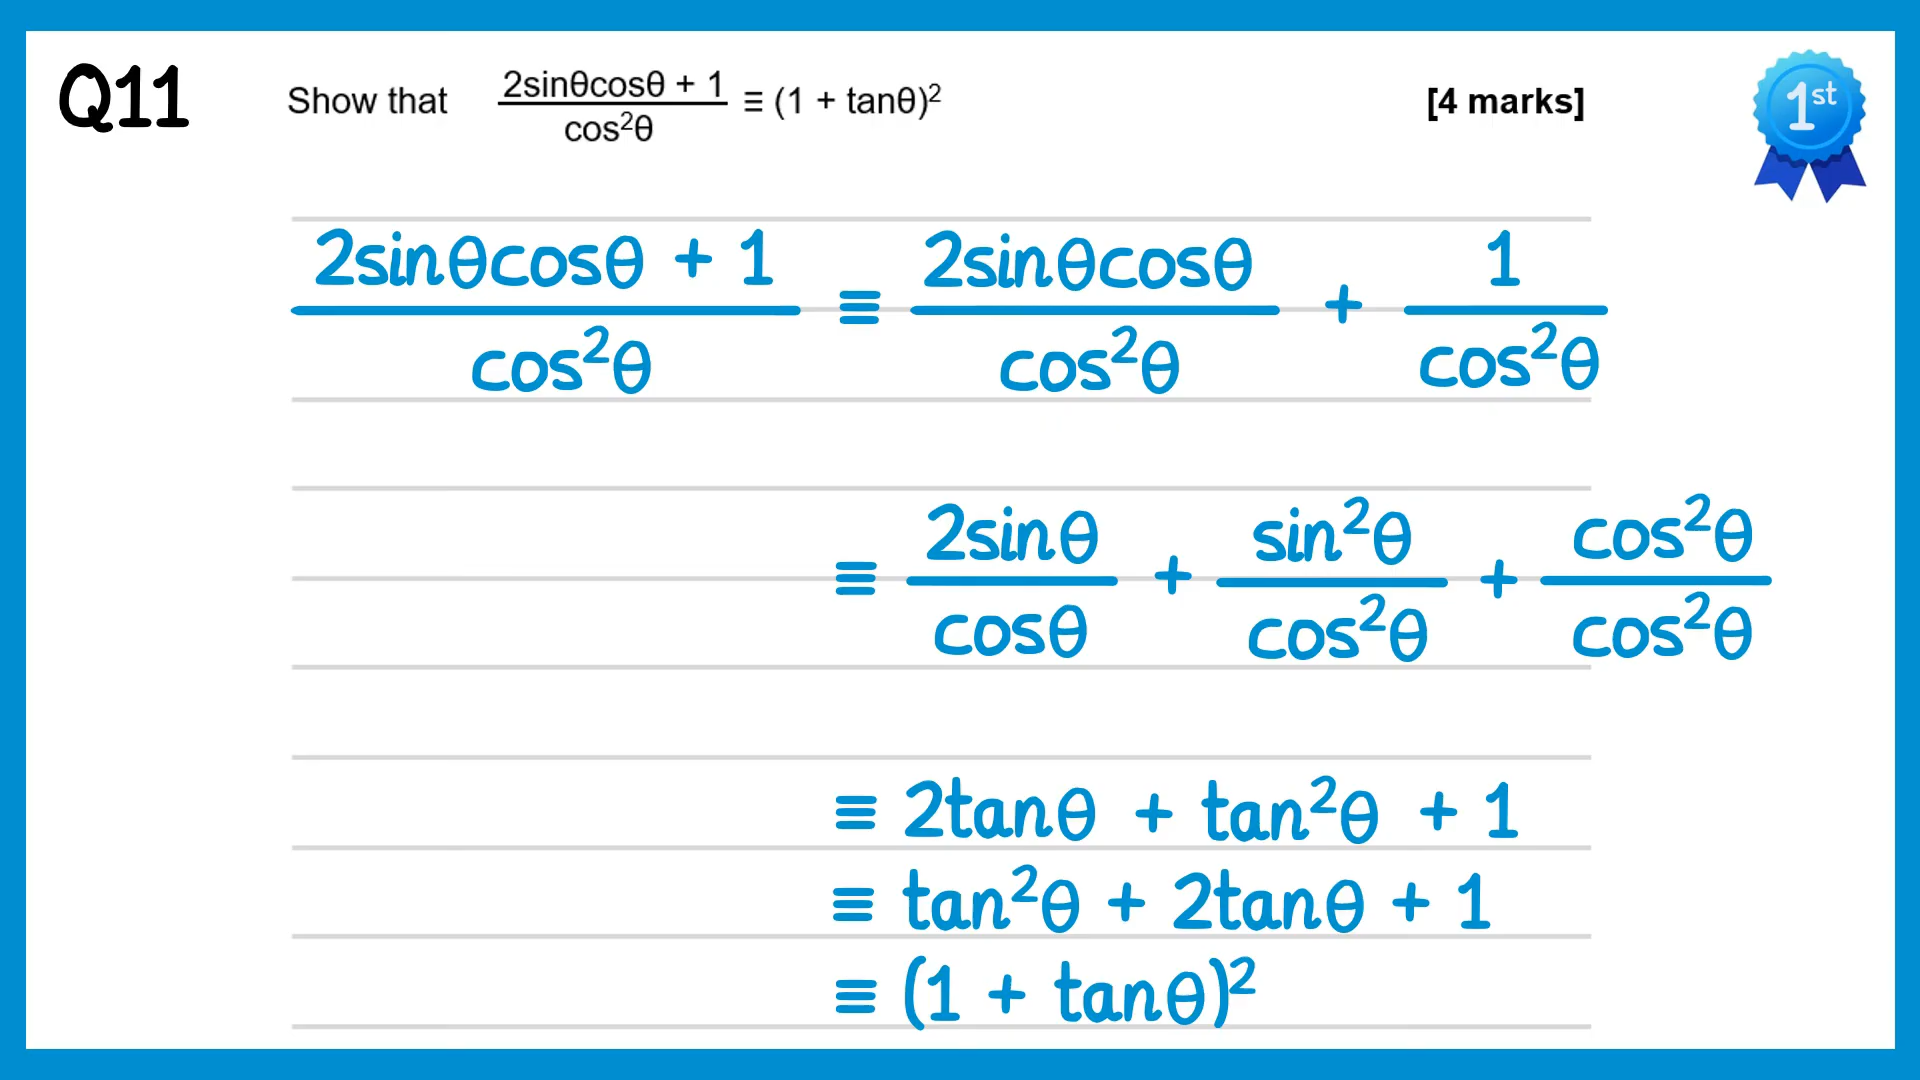 Q11
Show that (2sinθcosθ + 1)/cos²θ ≡ (1 + tanθ)²
[4 marks]
1st
(2sinθcosθ + 1)/cos²θ ≡ 2sinθcosθ/cos²θ + 1/cos²θ
≡ 2sinθ/cosθ + sin²θ/cos²θ + cos²θ/cos²θ
≡ 2tanθ + tan²θ + 1
≡ tan²θ + 2tanθ + 1
≡ (1 + tanθ)²